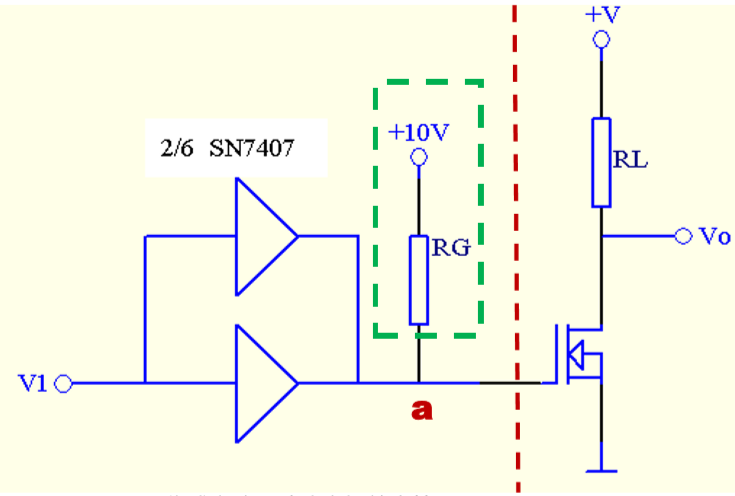 +V
+10V
2/6 SN7407
RL
RG
Vo
V1
a